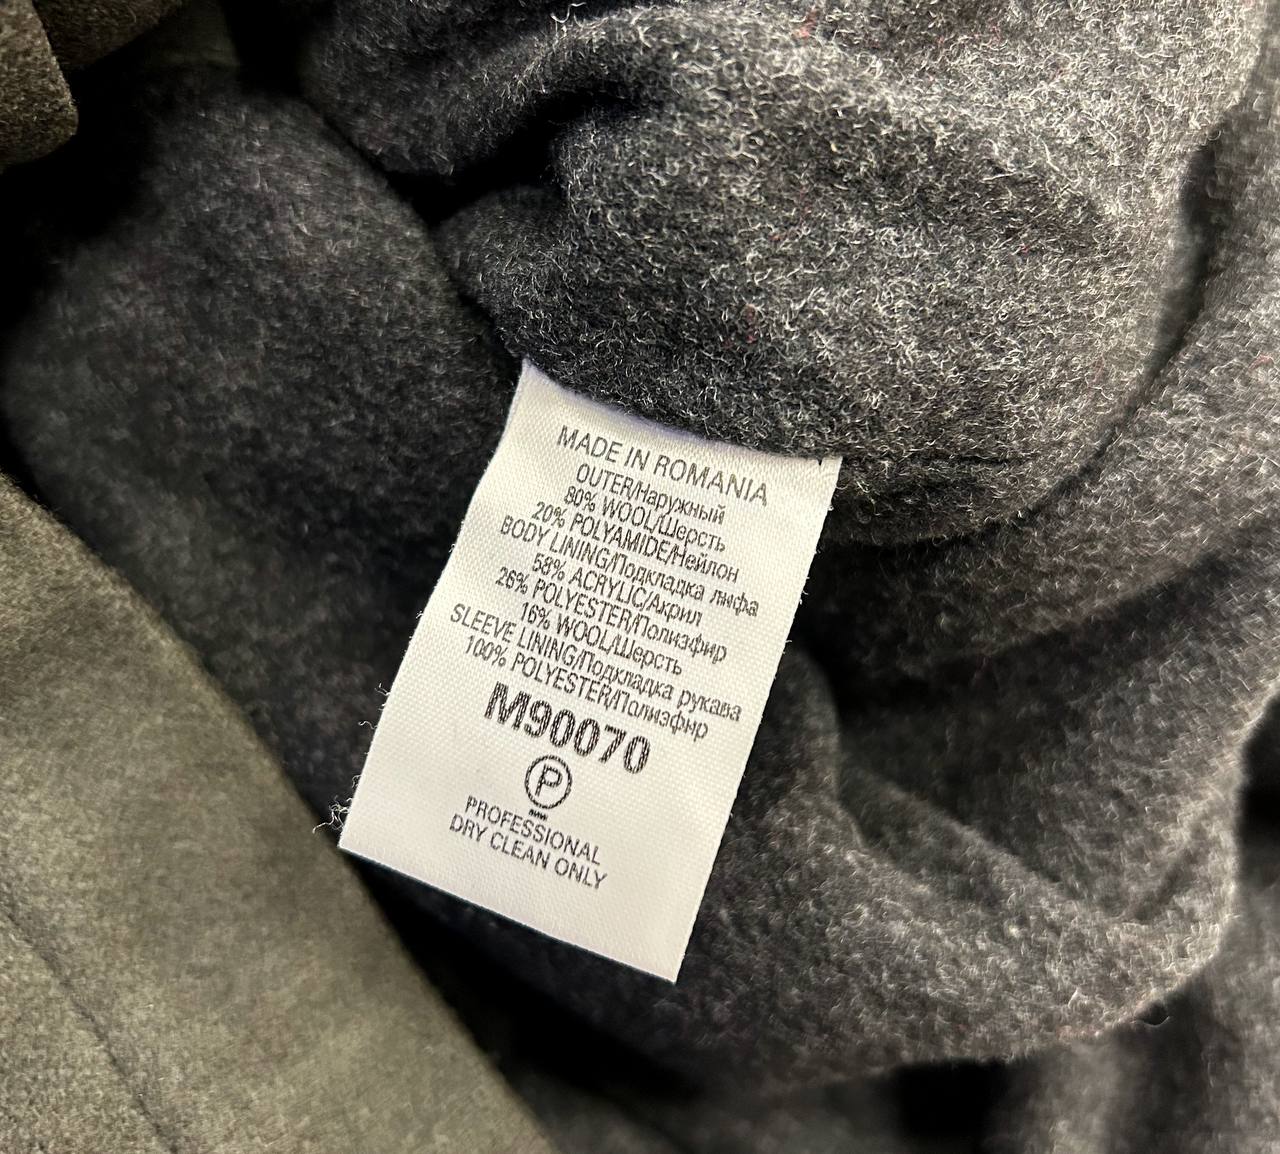 MADE IN ROMANIA
OUTER/Наружный
80% WOOL/Шерсть
20% POLYAMIDE/Нейлон
BODY LINING/Подкладка лифа
58% ACRYLIC/Акрил
26% POLYESTER/Полиэфир
16% WOOL/Шерсть
SLEEVE LINING/Подкладка рукава
100% POLYESTER/Полиэфир
M90070
P
PROFESSIONAL
DRY CLEAN ONLY